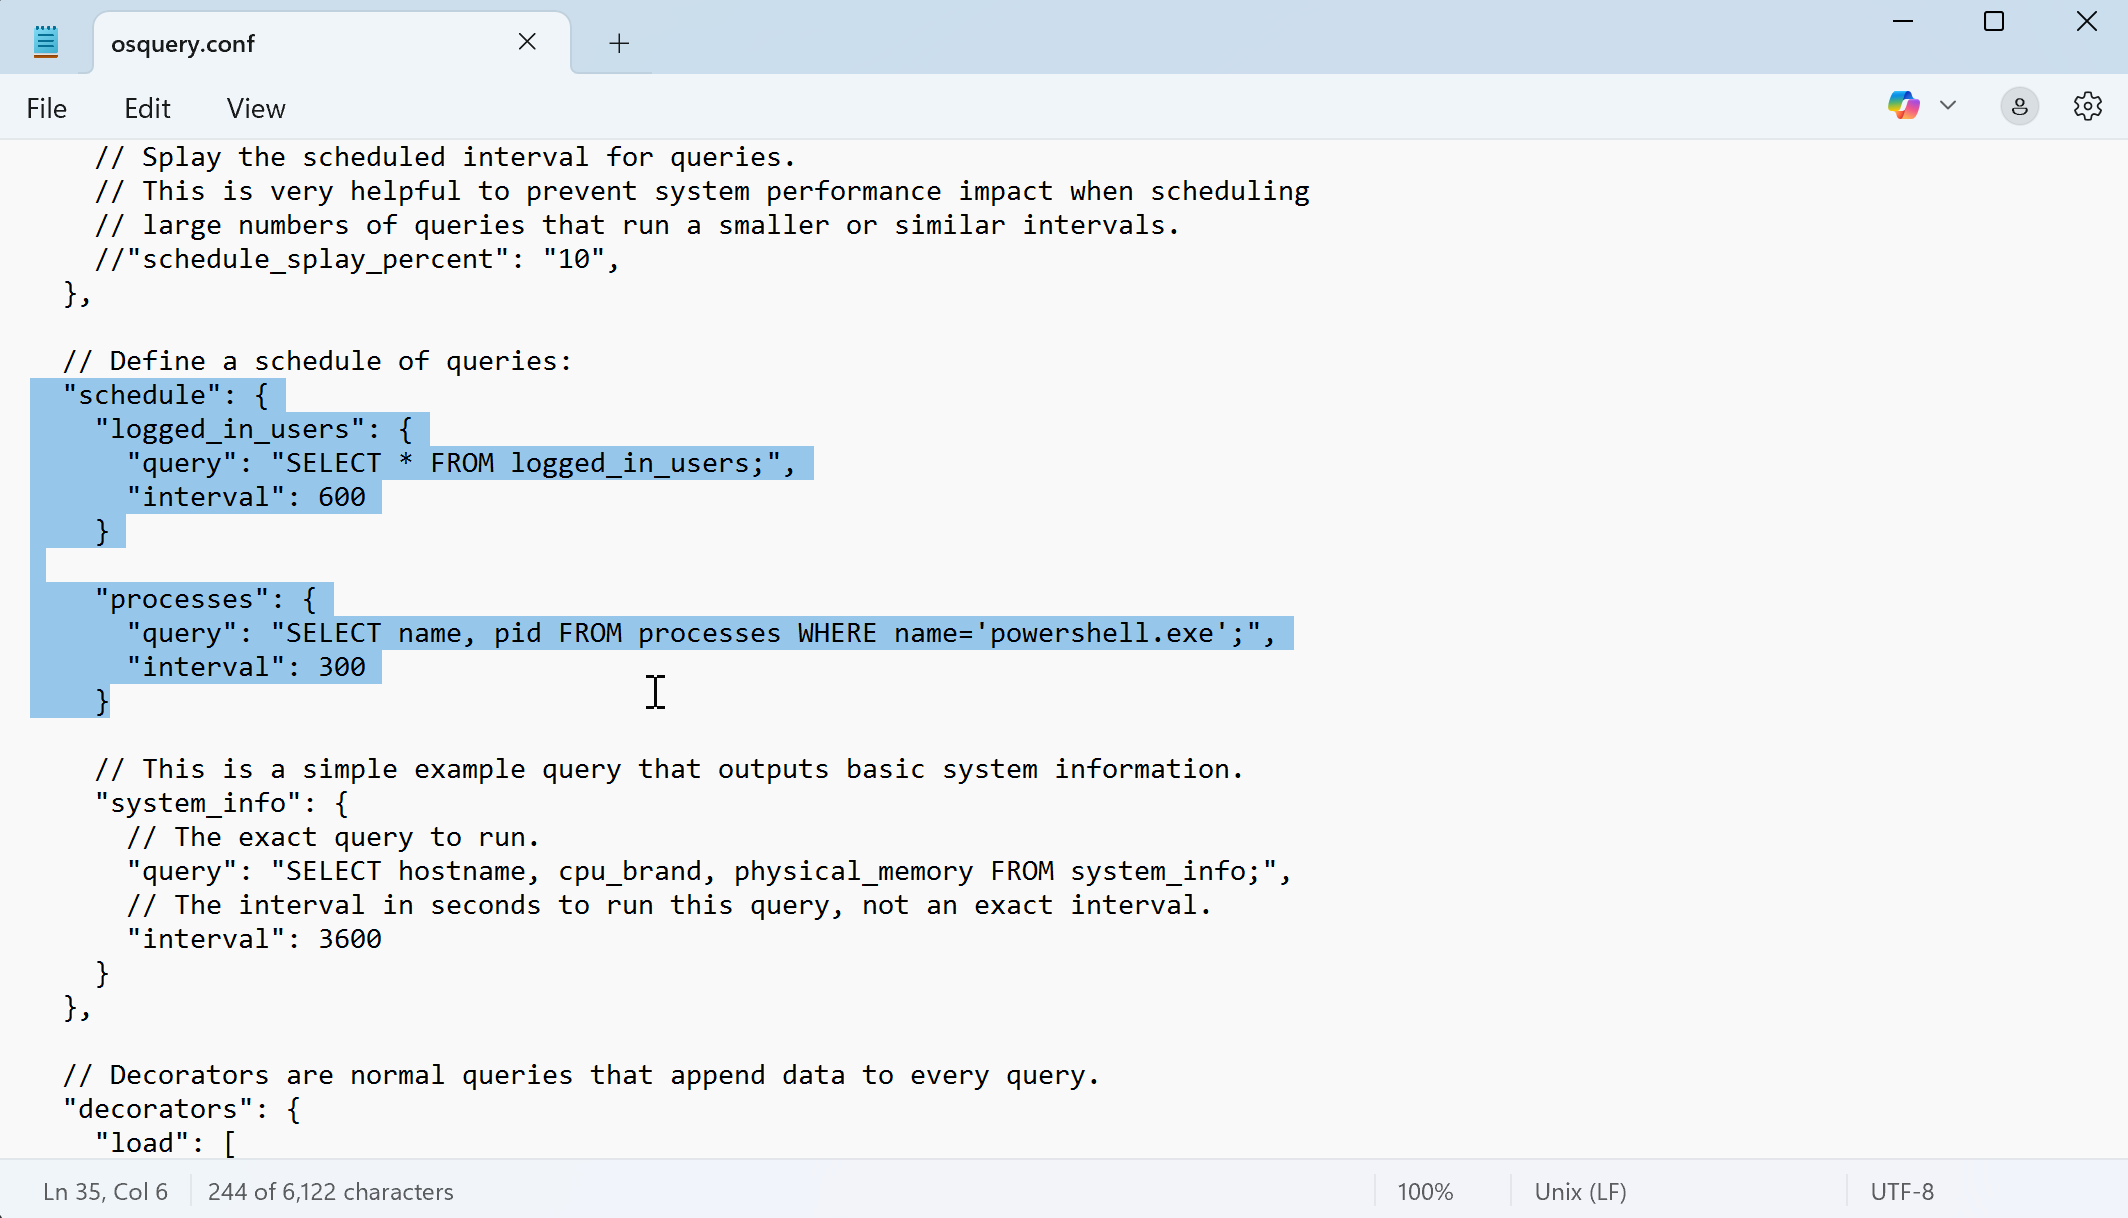 osquery.conf
File Edit View
// Splay the scheduled interval for queries.
// This is very helpful to prevent system performance impact when scheduling
// large numbers of queries that run a smaller or similar intervals.
//"schedule_splay_percent": "10",
},
// Define a schedule of queries:
"schedule": {
"logged_in_users": {
"query": "SELECT * FROM logged_in_users;",
"interval": 600
}
"processes": {
"query": "SELECT name, pid FROM processes WHERE name='powershell.exe';",
"interval": 300
}
// This is a simple example query that outputs basic system information.
"system_info": {
// The exact query to run.
"query": "SELECT hostname, cpu_brand, physical_memory FROM system_info;",
// The interval in seconds to run this query, not an exact interval.
"interval": 3600
}
},
// Decorators are normal queries that append data to every query.
"decorators": {
"load": [
Ln 35, Col 6 244 of 6,122 characters 100% Unix (LF) UTF-8